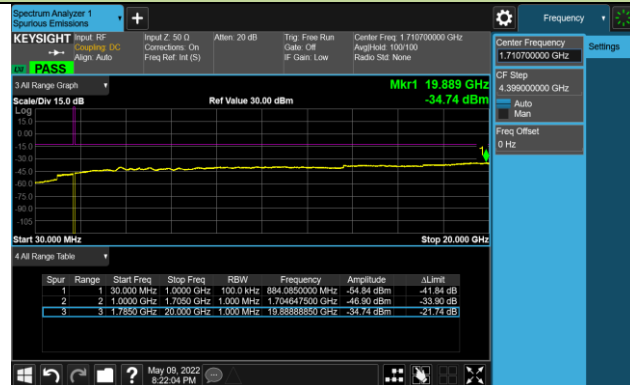 Spectrum Analyzer 1
Spurious Emissions
Frequency
Settings
KEYSIGHT
Input: RF
Coupling: DC
Align: Auto
Input Z: 50 Ω
Corrections: On
Freq Ref: Int (S)
Atten: 20 dB
Trig: Free Run
Gate: Off
IF Gain: Low
Center Freq: 1.710700000 GHz
Avg|Hold: 100/100
Radio Std: None
PASS
Center Frequency
1.710700000 GHz
CF Step
4.399000000 GHz
Auto
Man
Freq Offset
0 Hz
3 All Range Graph
Mkr1 19.889 GHz
Scale/Div 15.0 dB
Ref Value 30.00 dBm
-34.74 dBm
Log
15.0
0.00
-15.0
-30.0
-45.0
-60.0
-75.0
-90.0
-105
1
Start 30.000 MHz
Stop 20.000 GHz
4 All Range Table
Spur Range Start Freq Stop Freq RBW Frequency Amplitude ΔLimit
1 1 30.000 MHz 1.0000 GHz 100.0 kHz 884.0850000 MHz -54.84 dBm -41.84 dB
2 2 1.0000 GHz 1.7050 GHz 1.000 MHz 1.704647500 GHz -46.90 dBm -33.90 dB
3 3 1.7850 GHz 20.000 GHz 1.000 MHz 19.88888850 GHz -34.74 dBm -21.74 dB
May 09, 2022
8:22:04 PM